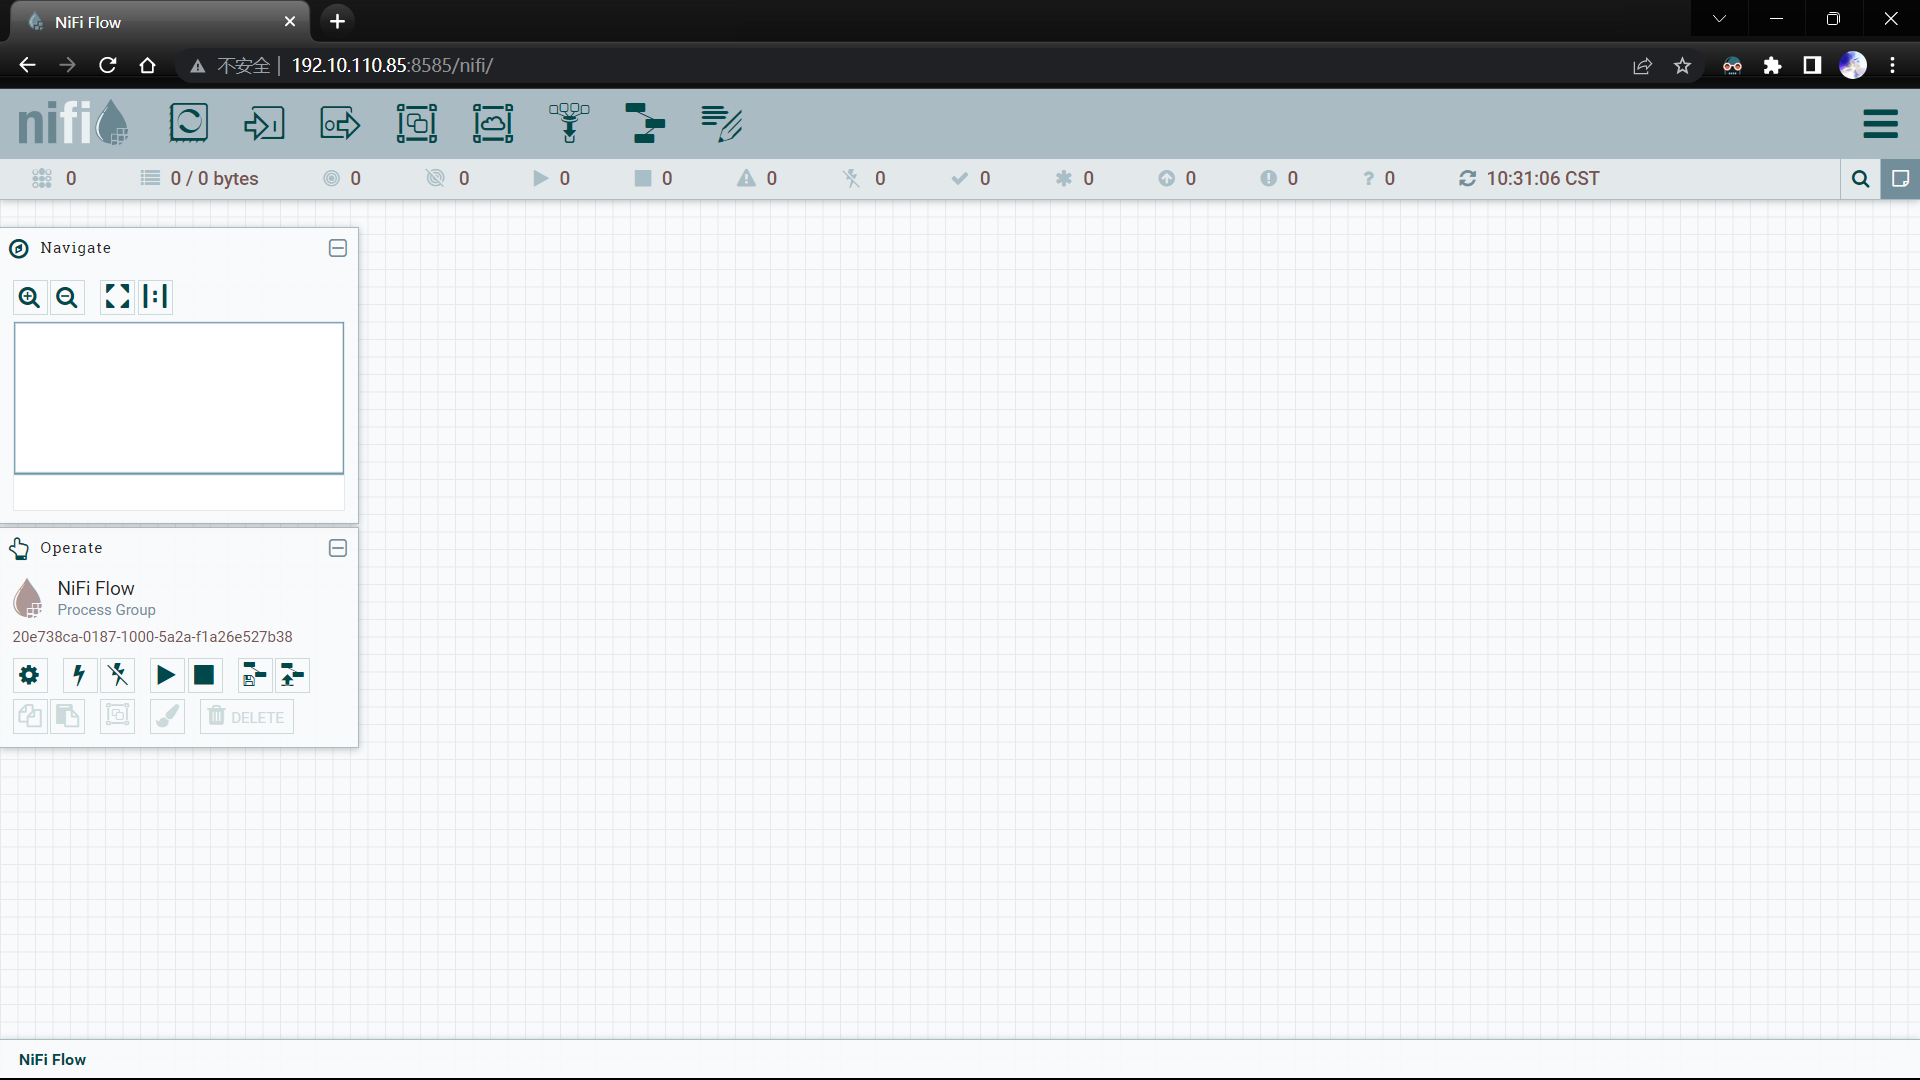 NiFi Flow
不安全 192.10.110.85:8585/nifi/
nifi
0 0 / 0 bytes 0 0 0 0 0 0 0 0 0 0 0 10:31:06 CST
Navigate
Operate
NiFi Flow
Process Group
20e738ca-0187-1000-5a2a-f1a26e527b38
DELETE
NiFi Flow